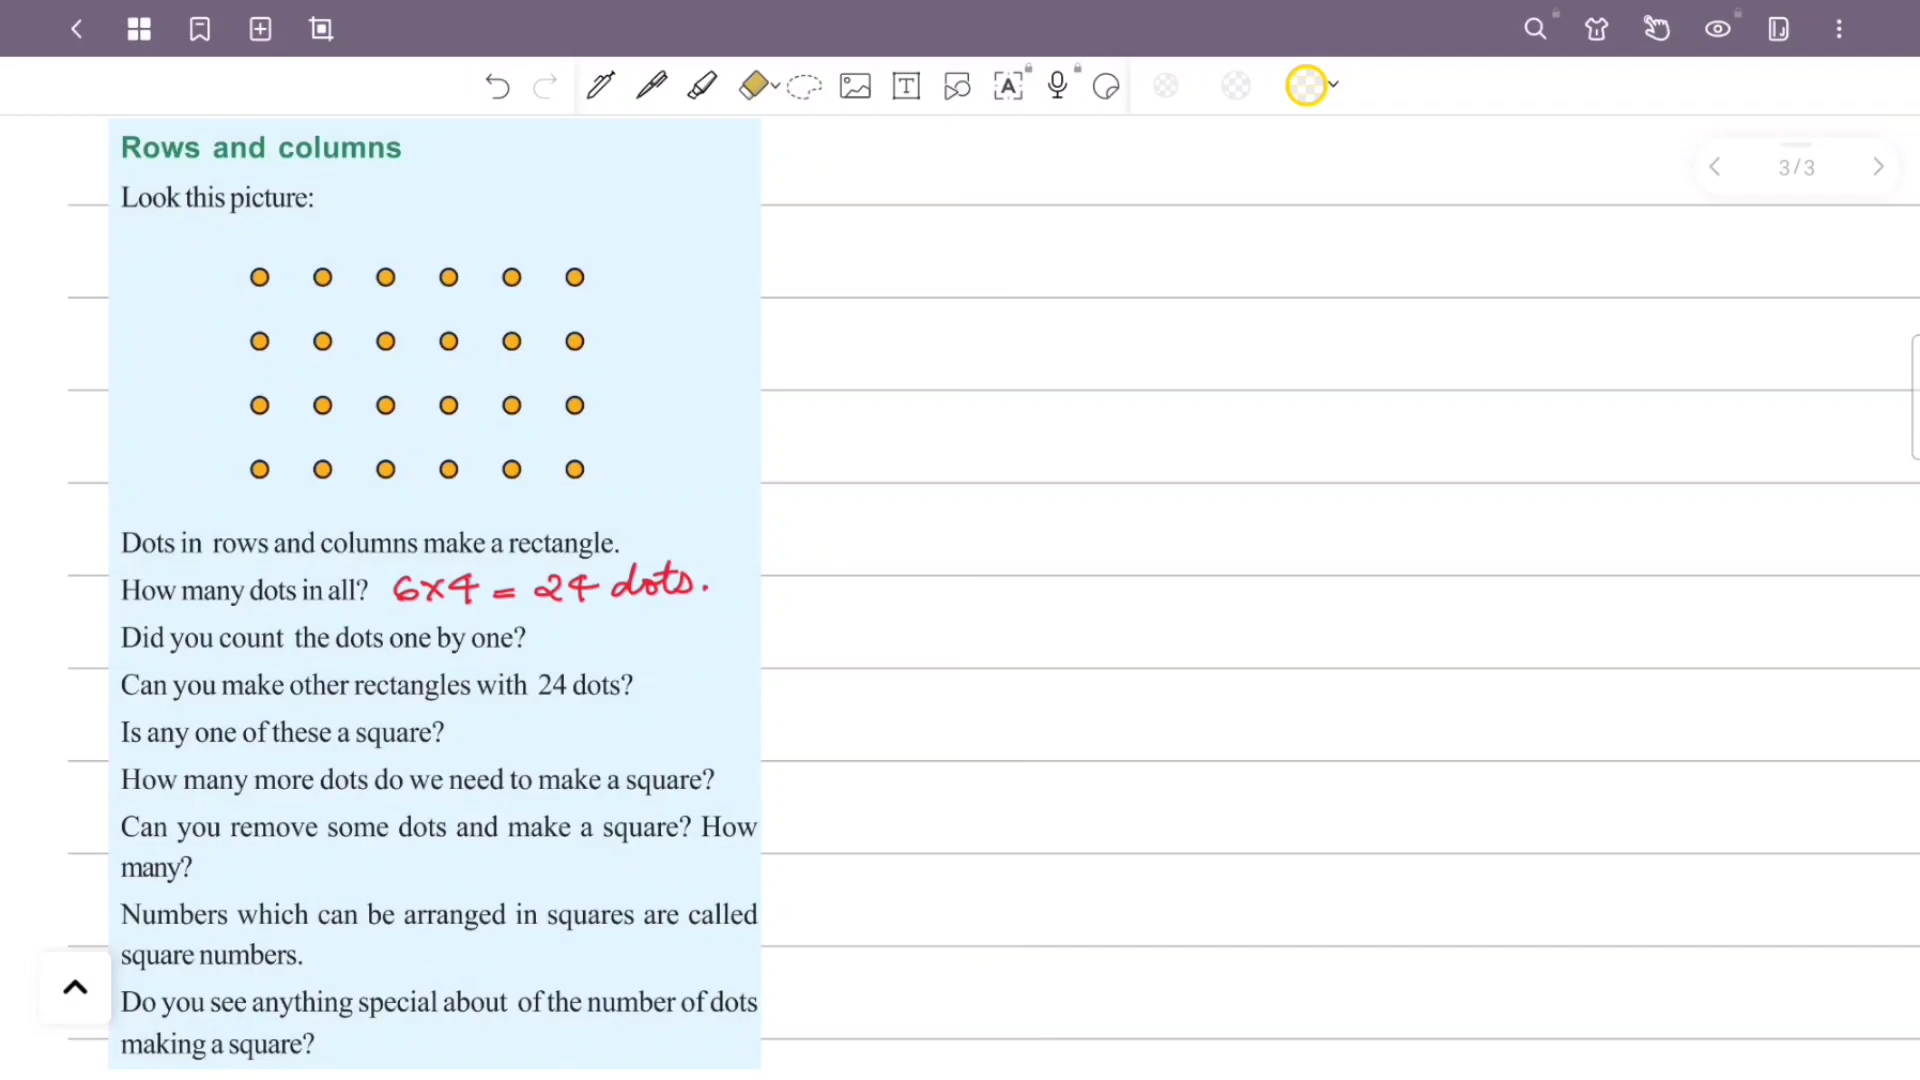 3/3
Rows and columns
Look this picture:
Dots in rows and columns make a rectangle.
How many dots in all? 6×4 = 24 dots.
Did you count the dots one by one?
Can you make other rectangles with 24 dots?
Is any one of these a square?
How many more dots do we need to make a square?
Can you remove some dots and make a square? How
many?
Numbers which can be arranged in squares are called
square numbers.
Do you see anything special about of the number of dots
making a square?